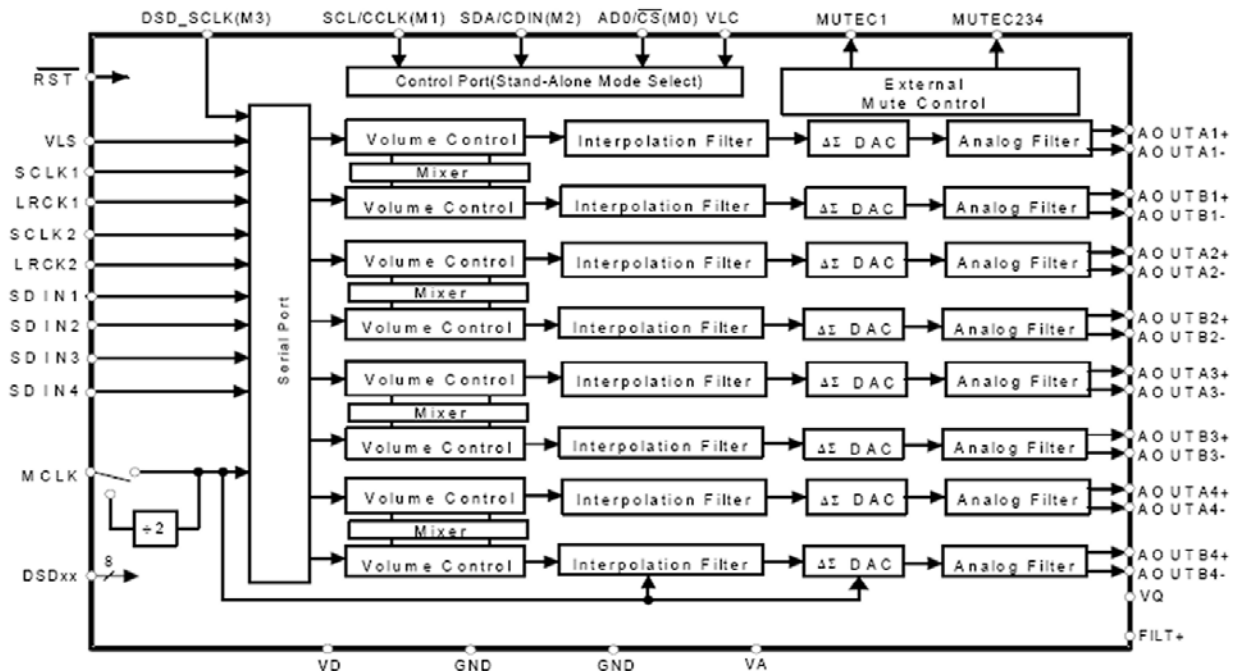 DSD_SCLK(M3) SCL/CCLK(M1) SDA/CDIN(M2) AD0/CS(M0) VLC MUTEC1 MUTEC234
RST
Control Port(Stand-Alone Mode Select)
External
Mute Control
VLS
SCLK1
LRCK1
SCLK2
LRCK2
SDIN1
SDIN2
SDIN3
SDIN4
MCLK
÷2
DSDxx
8
Serial Port
Volume Control Interpolation Filter ΔΣ DAC Analog Filter AOUTA1+
AOUTA1-
Mixer
Volume Control Interpolation Filter ΔΣ DAC Analog Filter AOUTB1+
AOUTB1-
Volume Control Interpolation Filter ΔΣ DAC Analog Filter AOUTA2+
AOUTA2-
Mixer
Volume Control Interpolation Filter ΔΣ DAC Analog Filter AOUTB2+
AOUTB2-
Volume Control Interpolation Filter ΔΣ DAC Analog Filter AOUTA3+
AOUTA3-
Mixer
Volume Control Interpolation Filter ΔΣ DAC Analog Filter AOUTB3+
AOUTB3-
Volume Control Interpolation Filter ΔΣ DAC Analog Filter AOUTA4+
AOUTA4-
Mixer
Volume Control Interpolation Filter ΔΣ DAC Analog Filter AOUTB4+
AOUTB4-
VQ
FILT+
VD GND GND VA